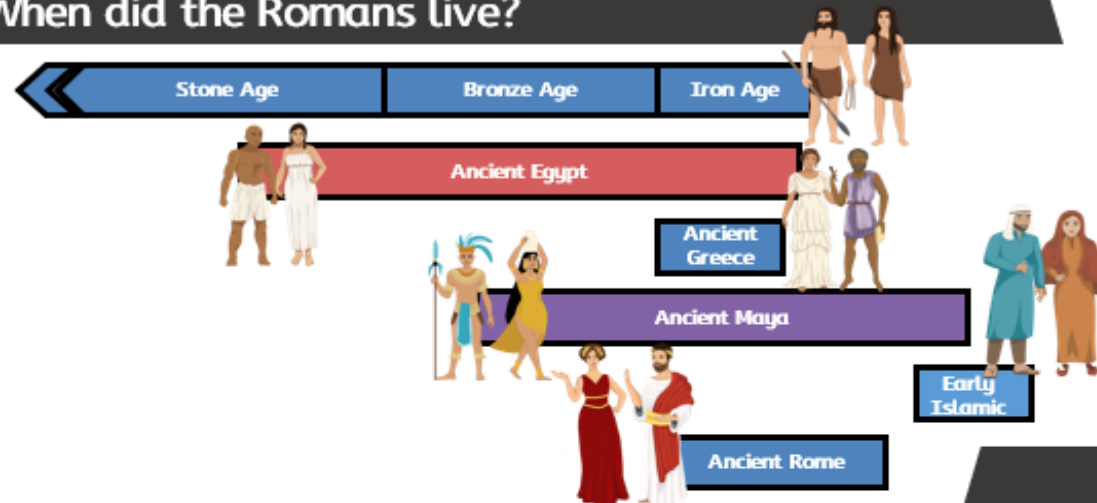 When did the Romans live?
Stone Age
Bronze Age
Iron Age
Ancient Egypt
Ancient
Greece
Ancient Maya
Early
Islamic
Ancient Rome